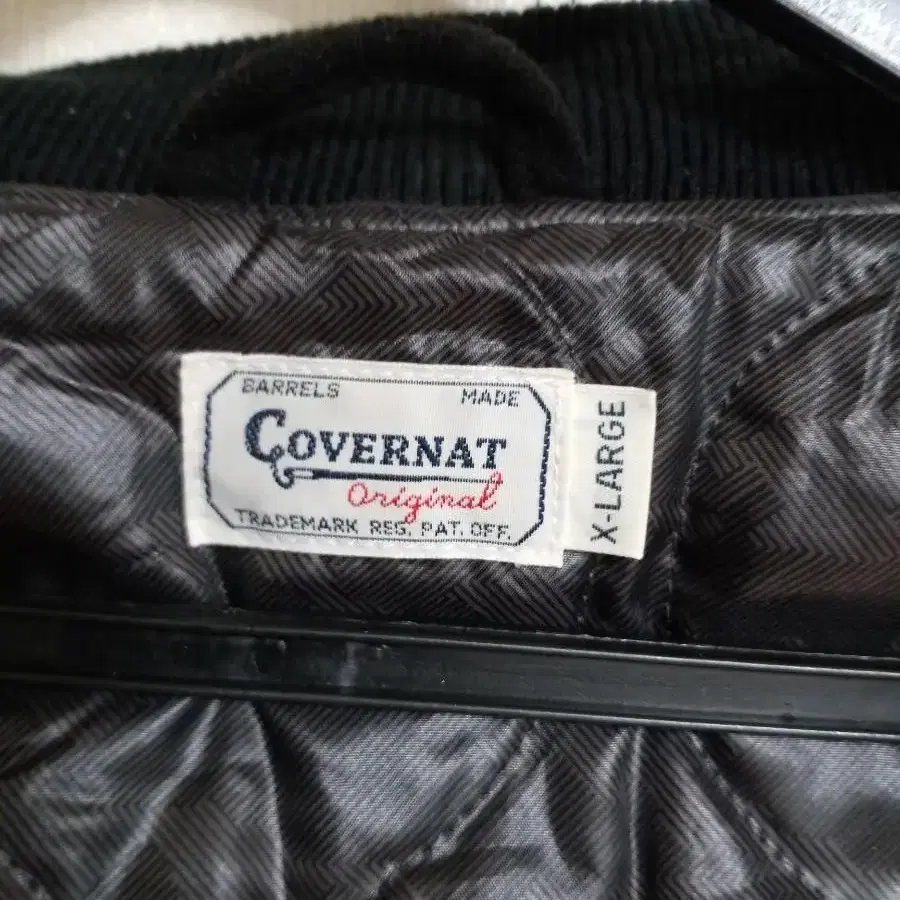 BARRELS MADE
COVERNAT
Original
TRADEMARK REG. PAT. OFF.
X-LARGE